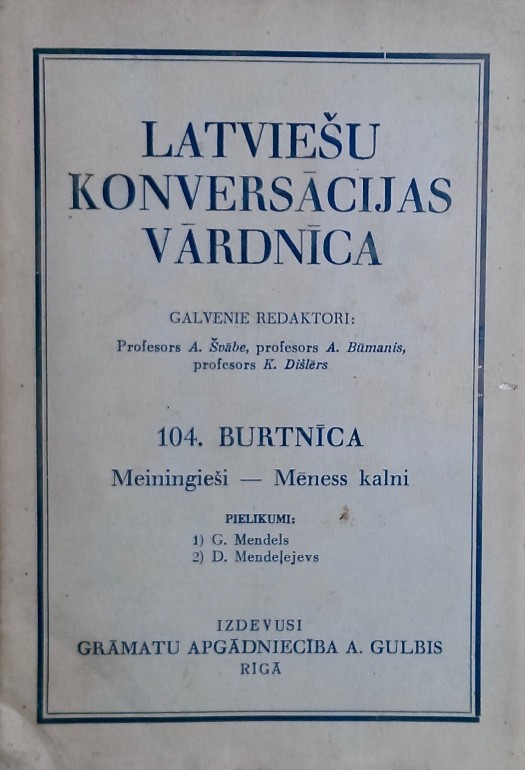 LATVIEŠU
KONVERSĀCIJAS
VĀRDNĪCA
GALVENIE REDAKTORI:
Profesors A. Švābe, profesors A. Būmanis,
profesors K. Dišlērs
104. BURTNĪCA
Meiningieši — Mēness kalni
PIELIKUMI:
1) G. Mendels
2) D. Mendeļejevs
IZDEVUSI
GRĀMATU APGĀDNIECĪBA A. GULBIS
RĪGĀ